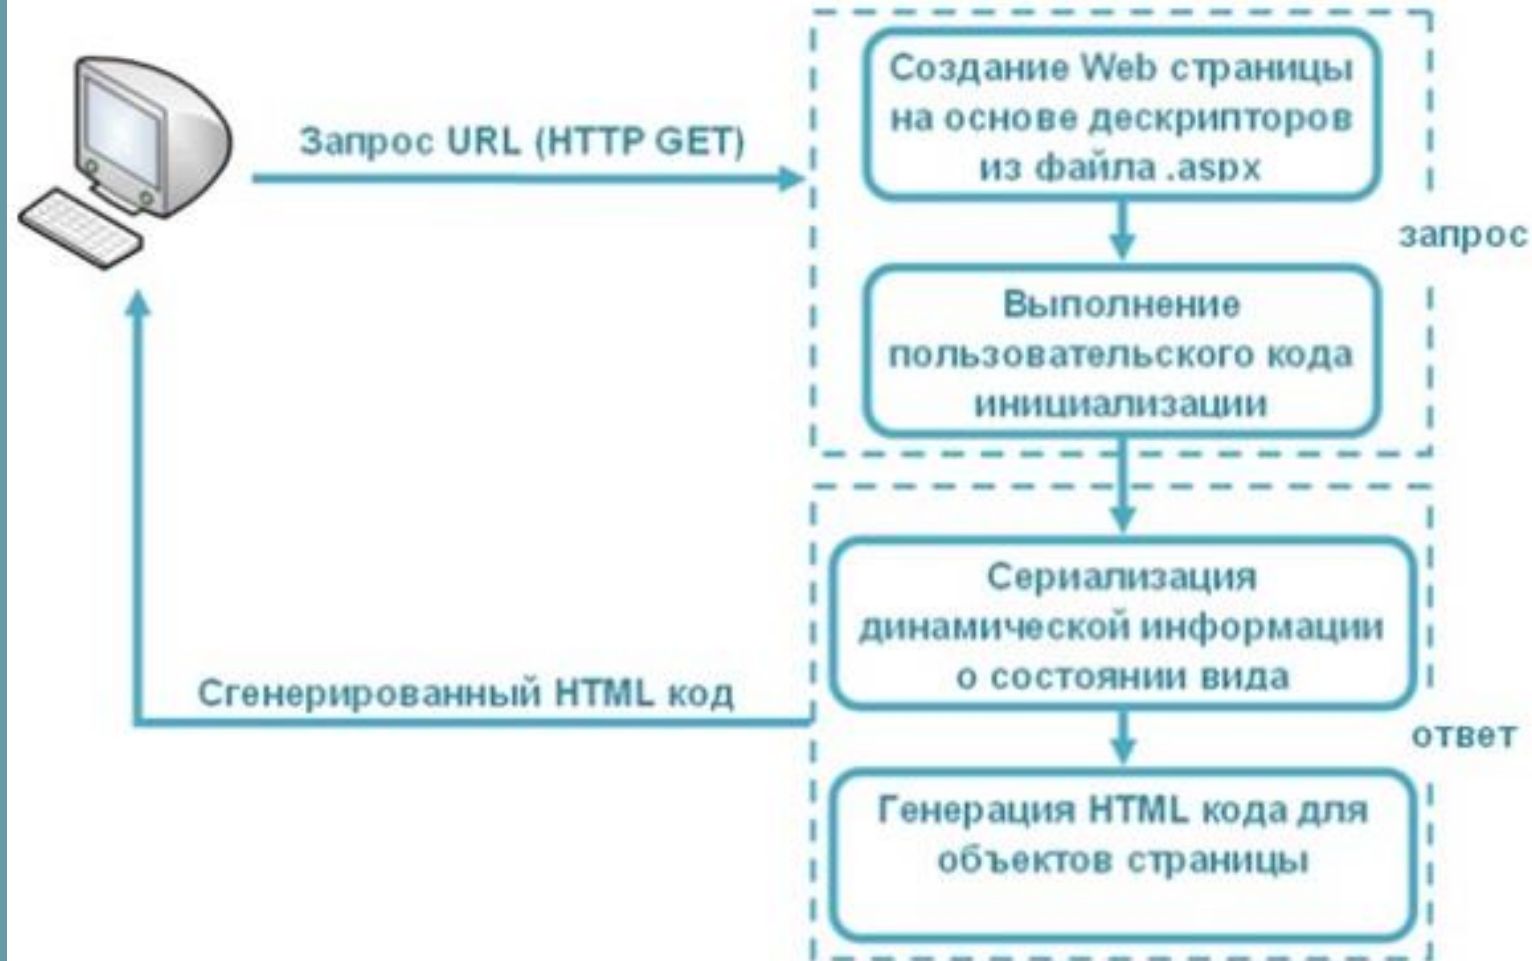 Запрос URL (HTTP GET)
Создание Web страницы
на основе дескрипторов
из файла .aspx
запрос
Выполнение
пользовательского кода
инициализации
Сериализация
динамической информации
о состоянии вида
Сгенерированный HTML код
ответ
Генерация HTML кода для
объектов страницы